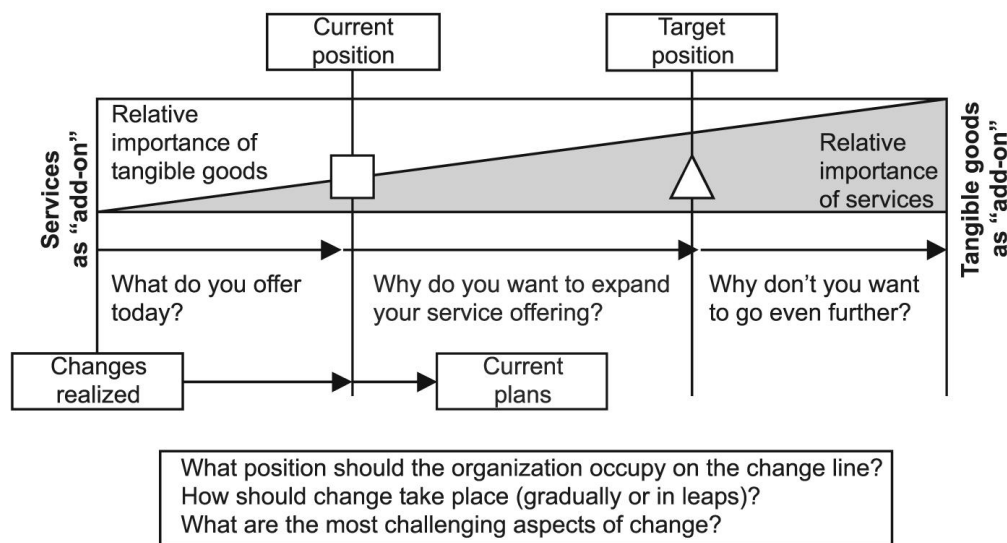 Current
position
Target
position
Services
as “add-on”
Relative
importance of
tangible goods
Relative
importance
of services
Tangible goods
as “add-on”
What do you offer
today?
Why do you want to expand
your service offering?
Why don’t you want
to go even further?
Changes
realized
Current
plans
What position should the organization occupy on the change line?
How should change take place (gradually or in leaps)?
What are the most challenging aspects of change?